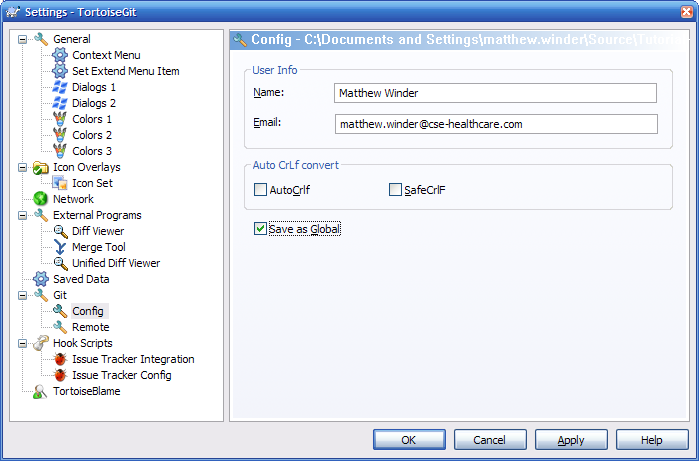 Settings - TortoiseGit
General
Context Menu
Set Extend Menu Item
Dialogs 1
Dialogs 2
Colors 1
Colors 2
Colors 3
Icon Overlays
Icon Set
Network
External Programs
Diff Viewer
Merge Tool
Unified Diff Viewer
Saved Data
Git
Config
Remote
Hook Scripts
Issue Tracker Integration
Issue Tracker Config
TortoiseBlame
Config - C:\Documents and Settings\matthew.winder\Source\Tutorial
User Info
Name: Matthew Winder
Email: matthew.winder@cse-healthcare.com
Auto CrLf convert
AutoCrlf SafeCrlF
Save as Global
OK Cancel Apply Help